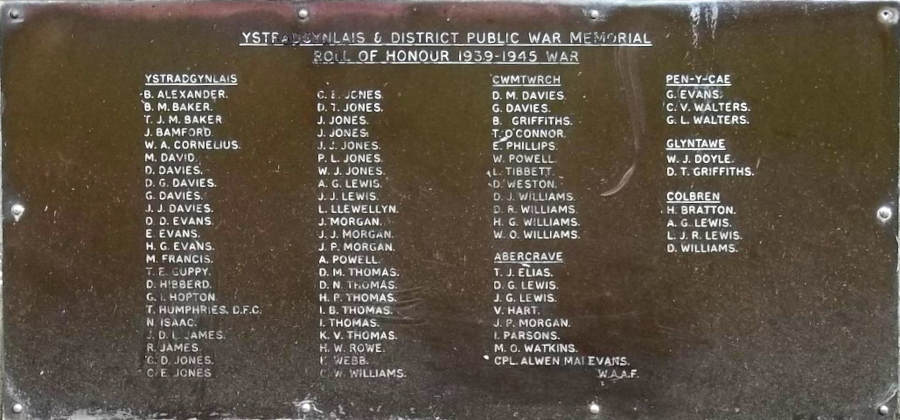 YSTRADGYNLAIS & DISTRICT PUBLIC WAR MEMORIAL
ROLL OF HONOUR 1939-1945 WAR
YSTRADGYNLAIS
B. ALEXANDER.
B. M. BAKER.
T. J. M. BAKER
J. BAMFORD.
W. A. CORNELIUS.
M. DAVID.
D. DAVIES.
D. G. DAVIES.
G. DAVIES.
J. J. DAVIES.
D. D. EVANS.
E. EVANS.
H. G. EVANS.
M. FRANCIS.
T. E. GUPPY.
D. HIBBERD.
G. I. HOPTON.
T. HUMPHRIES. D.F.C.
N. ISAAC.
J. D. L. JAMES.
R. JAMES.
G. D. JONES.
C. E. JONES
G. E. JONES.
D. T. JONES.
J. JONES.
J. JONES.
J. J. JONES.
P. L. JONES.
W. J. JONES.
A. G. LEWIS.
J. J. LEWIS.
L. LLEWELLYN.
J. MORGAN.
J. J. MORGAN.
J. P. MORGAN.
A. POWELL.
D. M. THOMAS.
D. N. THOMAS.
H. P. THOMAS.
I. B. THOMAS.
I. THOMAS.
K. V. THOMAS.
H. W. ROWE.
WEBB.
W. WILLIAMS.
CWMTWRCH
D. M. DAVIES.
G. DAVIES.
B. GRIFFITHS.
T. O'CONNOR.
E. PHILLIPS.
W. POWELL.
L. TIBBETT.
D. WESTON.
D. J. WILLIAMS.
D. R. WILLIAMS.
H. G. WILLIAMS.
W. O. WILLIAMS.
ABERCRAVE
T. J. ELIAS.
D. G. LEWIS.
J. G. LEWIS.
V. HART.
J. P. MORGAN.
I. PARSONS.
M. O. WATKINS.
CPL. ALWEN MAI EVANS.
W.A.A.F.
PEN-Y-CAE
G. EVANS.
C. V. WALTERS.
G. L. WALTERS.
GLYNTAWE
W. J. DOYLE.
D. T. GRIFFITHS.
COLBREN
H. BRATTON.
A. G. LEWIS.
L. J. R. LEWIS.
D. WILLIAMS.